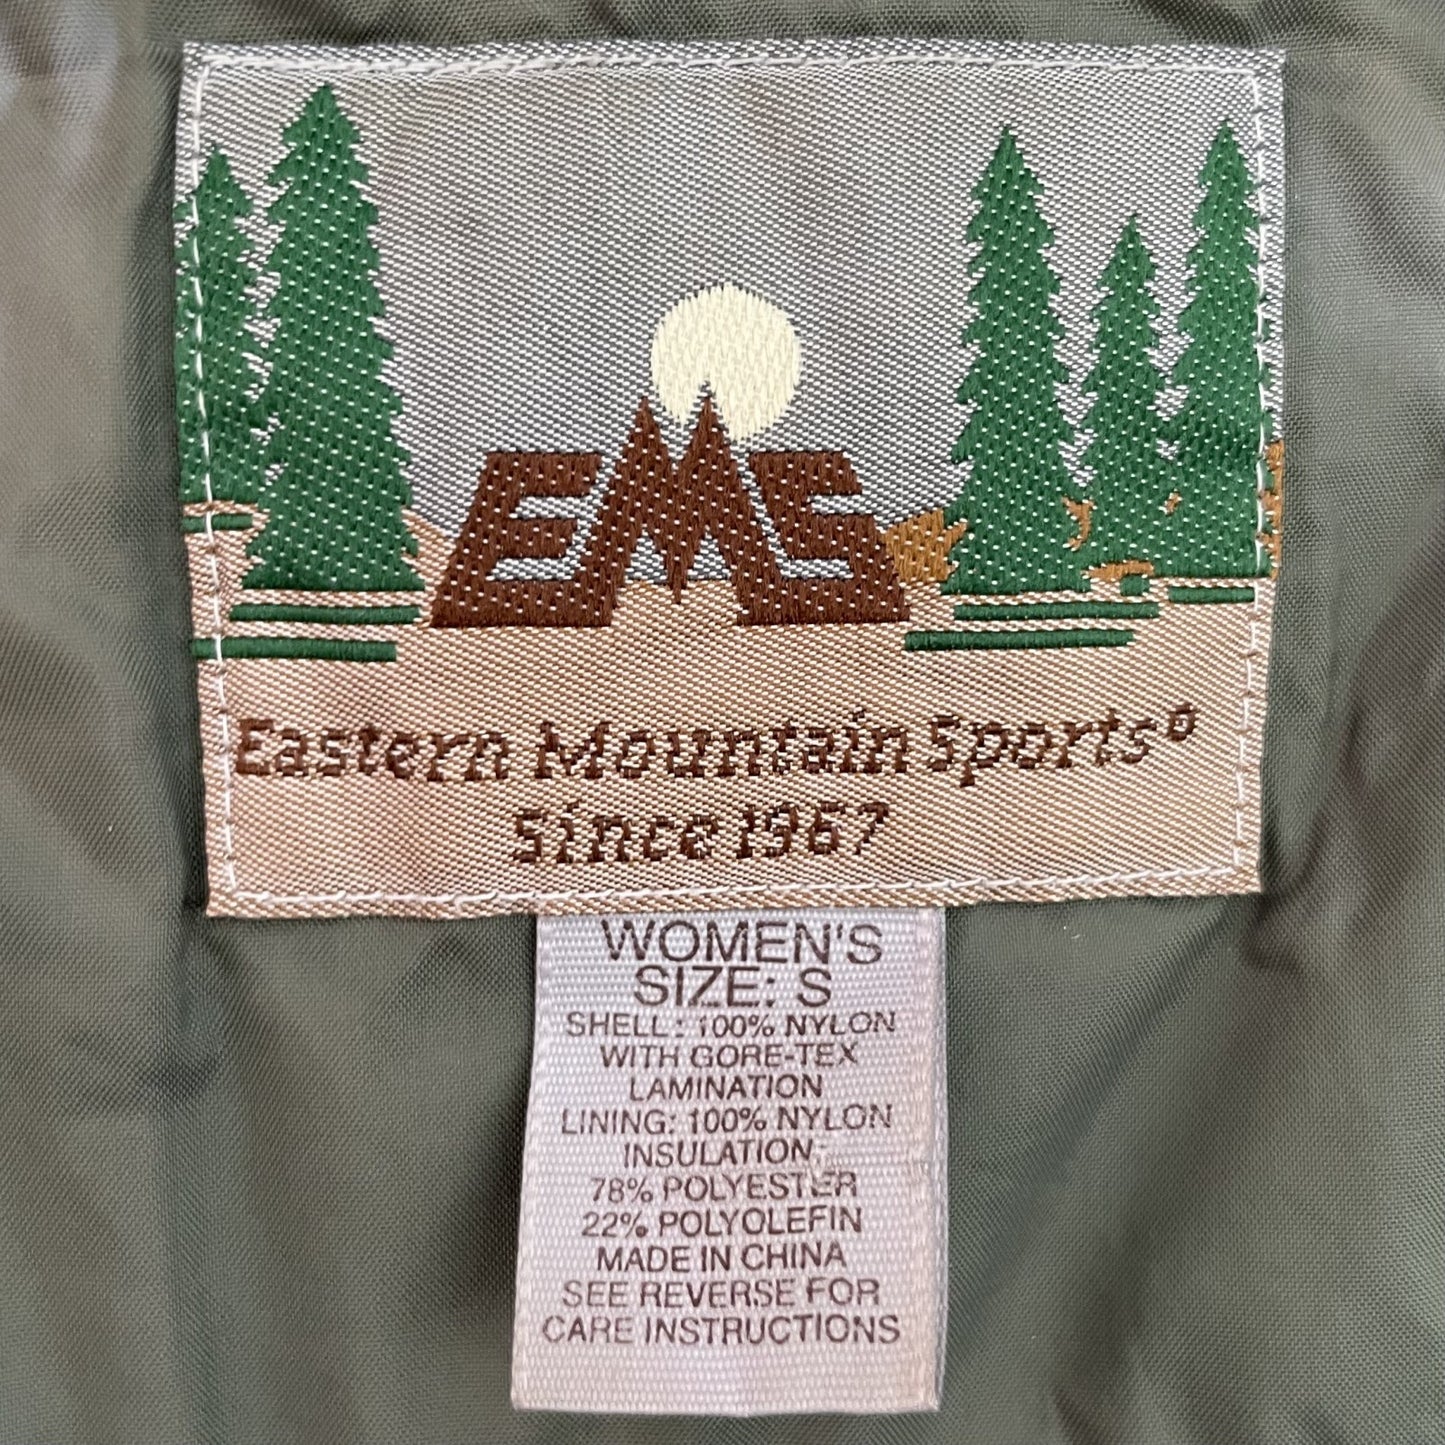 EMS
Eastern Mountain Sports®
Since 1967
WOMEN'S
SIZE: S
SHELL: 100% NYLON
WITH GORE-TEX
LAMINATION
LINING: 100% NYLON
INSULATION:
78% POLYESTER
22% POLYOLEFIN
MADE IN CHINA
SEE REVERSE FOR
CARE INSTRUCTIONS